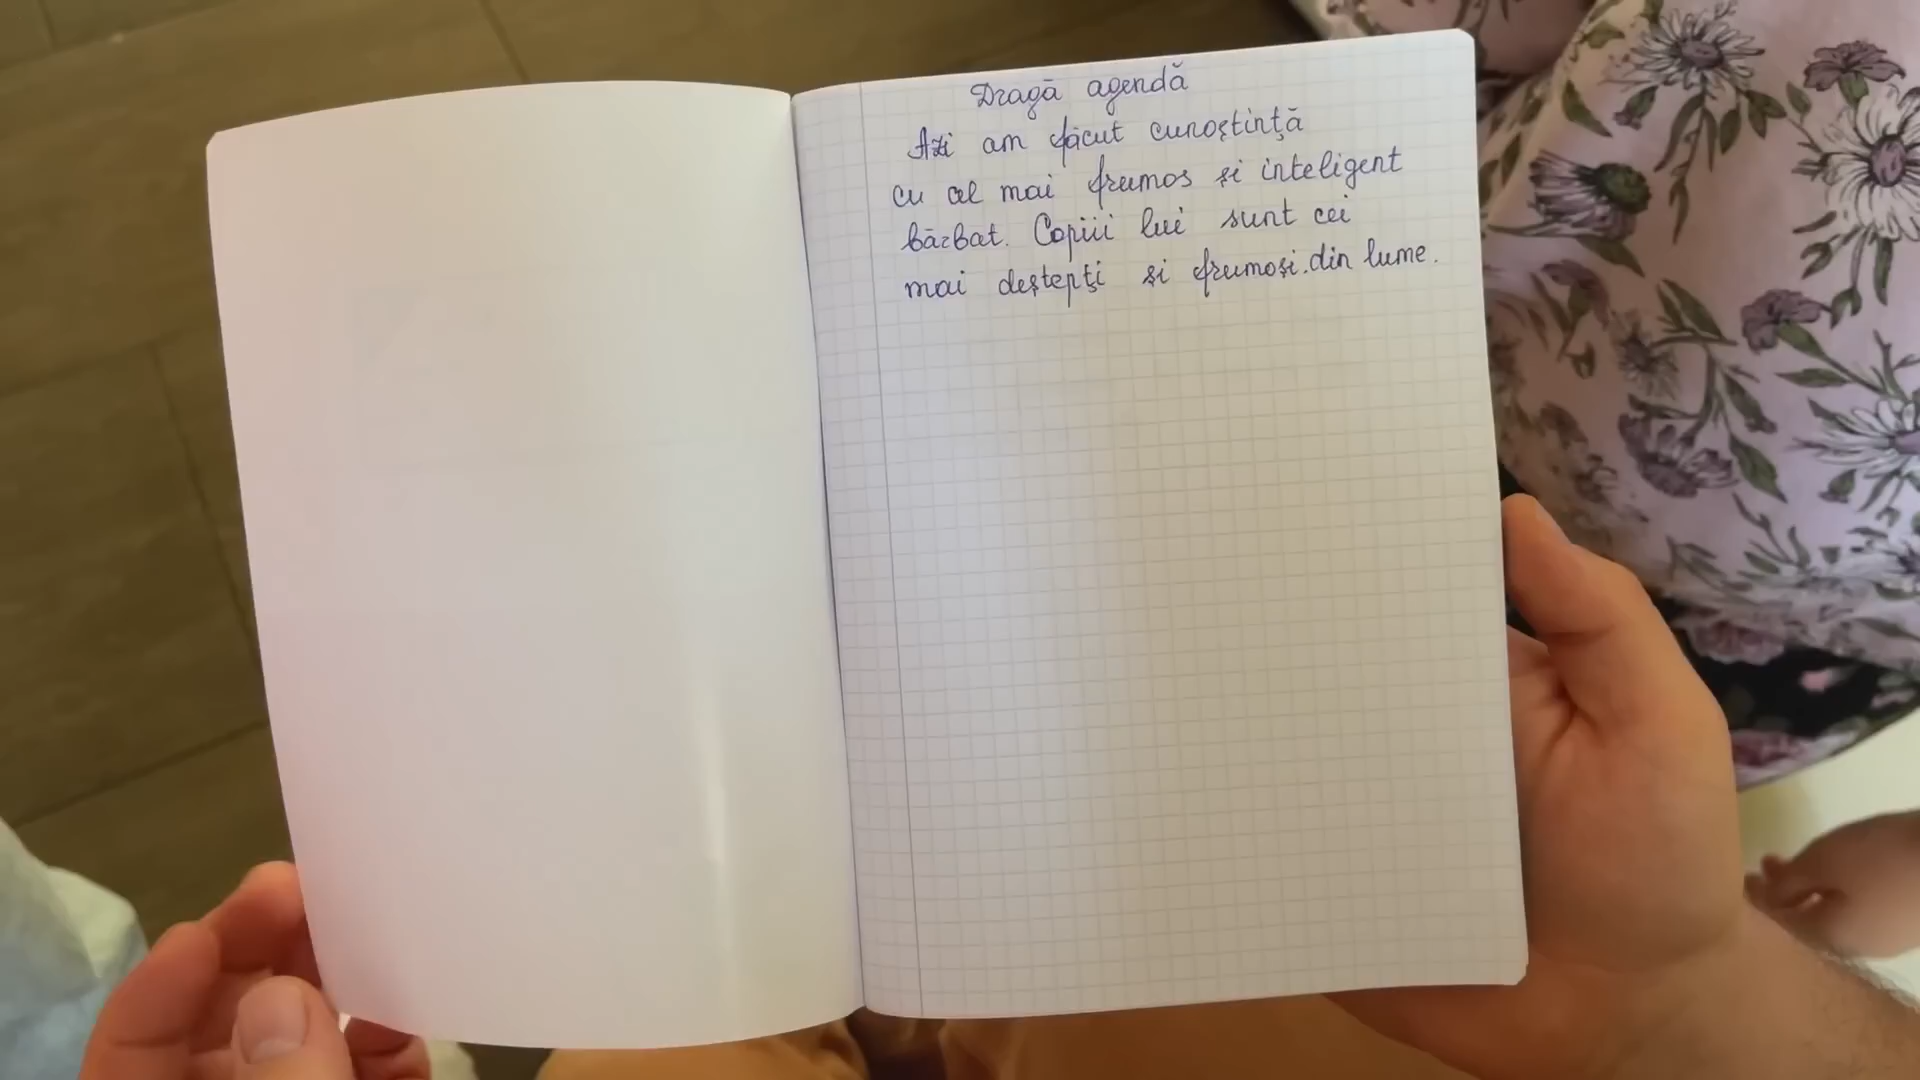 Dragă agendă
Azi am făcut cunoștință
cu cel mai frumos și inteligent
bărbat. Copiii lui sunt cei
mai deștepți și frumoși.din lume.